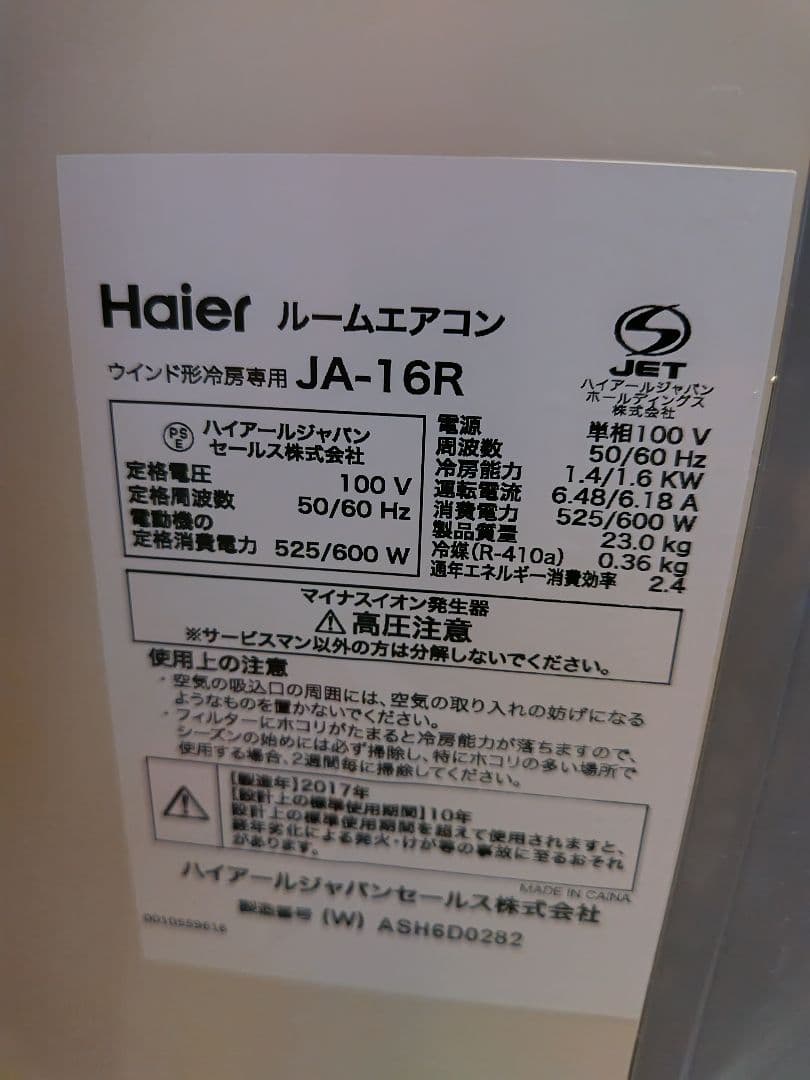 Haier ルームエアコン
ウインド形冷房専用 JA-16R
JET
ハイアールジャパン
ホールディングス
株式会社
PS
E
ハイアールジャパン
セールス株式会社
定格電圧 100 V
定格周波数 50/60 Hz
電動機の
定格消費電力 525/600 W
電源 単相100 V
周波数 50/60 Hz
冷房能力 1.4/1.6 KW
運転電流 6.48/6.18 A
消費電力 525/600 W
製品質量 23.0 kg
冷媒(R-410a) 0.36 kg
通年エネルギー消費効率 2.4
マイナスイオン発生器
⚠高圧注意
※サービスマン以外の方は分解しないでください。
使用上の注意
・空気の吸込口の周囲には、空気の取り入れの妨げになる
ようなものを置かないでください。
・フィルターにホコリがたまると冷房能力が落ちますので、
シーズンの始めには必ず掃除し、特にホコリの多い場所で
使用する場合、2週間毎に掃除してください。
【製造年】2017年
【設計上の標準使用期間】10年
設計上の標準使用期間を超えて使用されますと、
経年劣化による発火・けが等の事故に至るおそれ
があります。
MADE IN CAINA
ハイアールジャパンセールス株式会社
製造番号 (W) ASH6D0282
0010559616